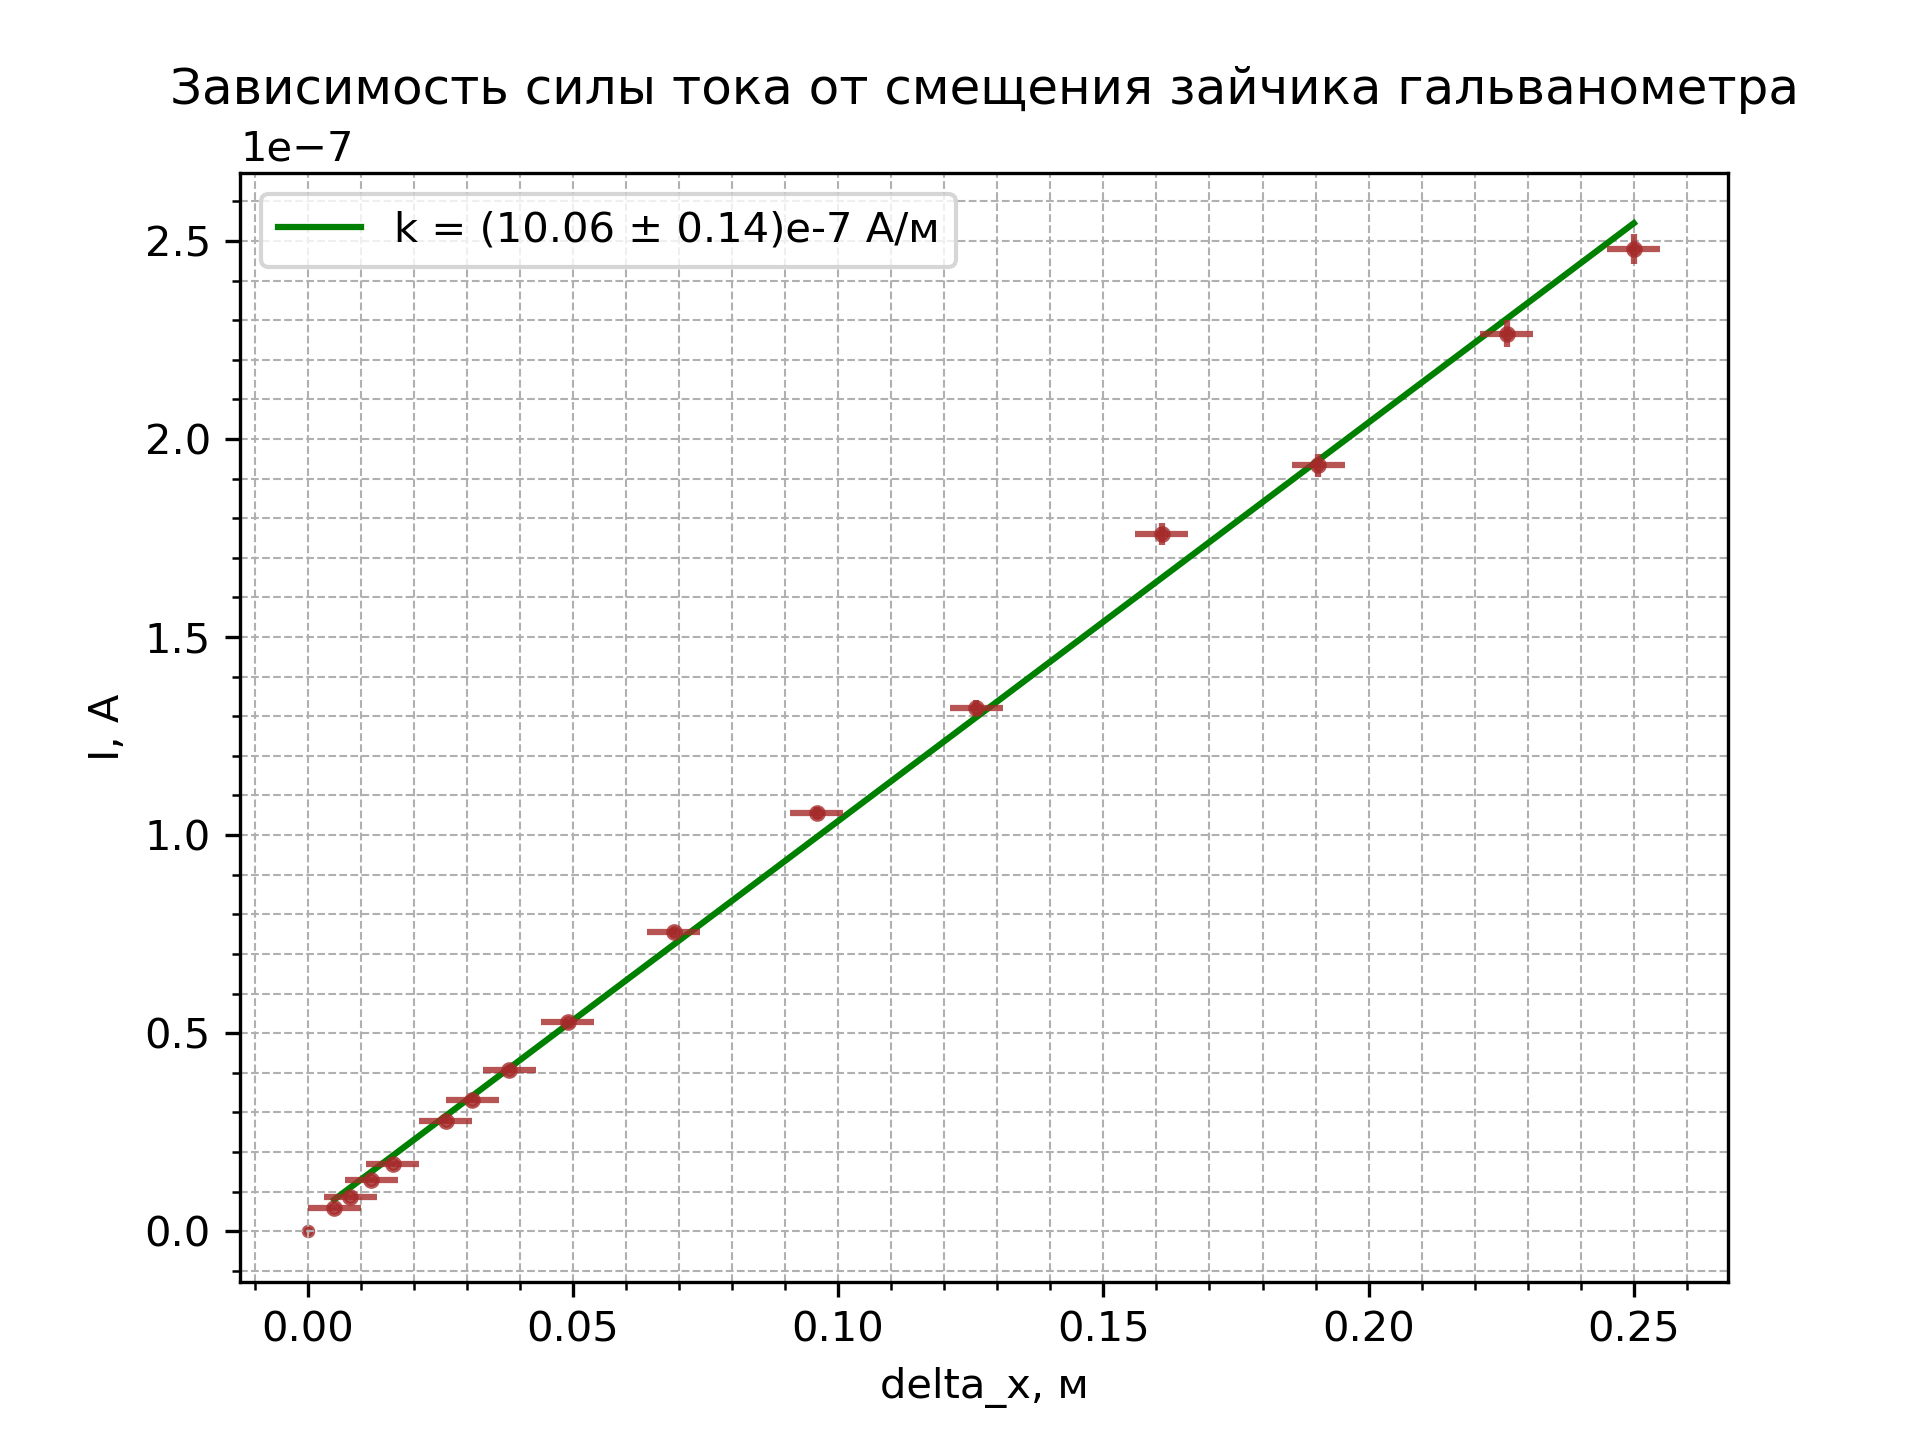 Зависимость силы тока от смещения зайчика гальванометра
1e−7
k = (10.06 ± 0.14)e-7 А/м
2.5
2.0
1.5
1.0
0.5
0.0
I, А
0.00 0.05 0.10 0.15 0.20 0.25
delta_x, м